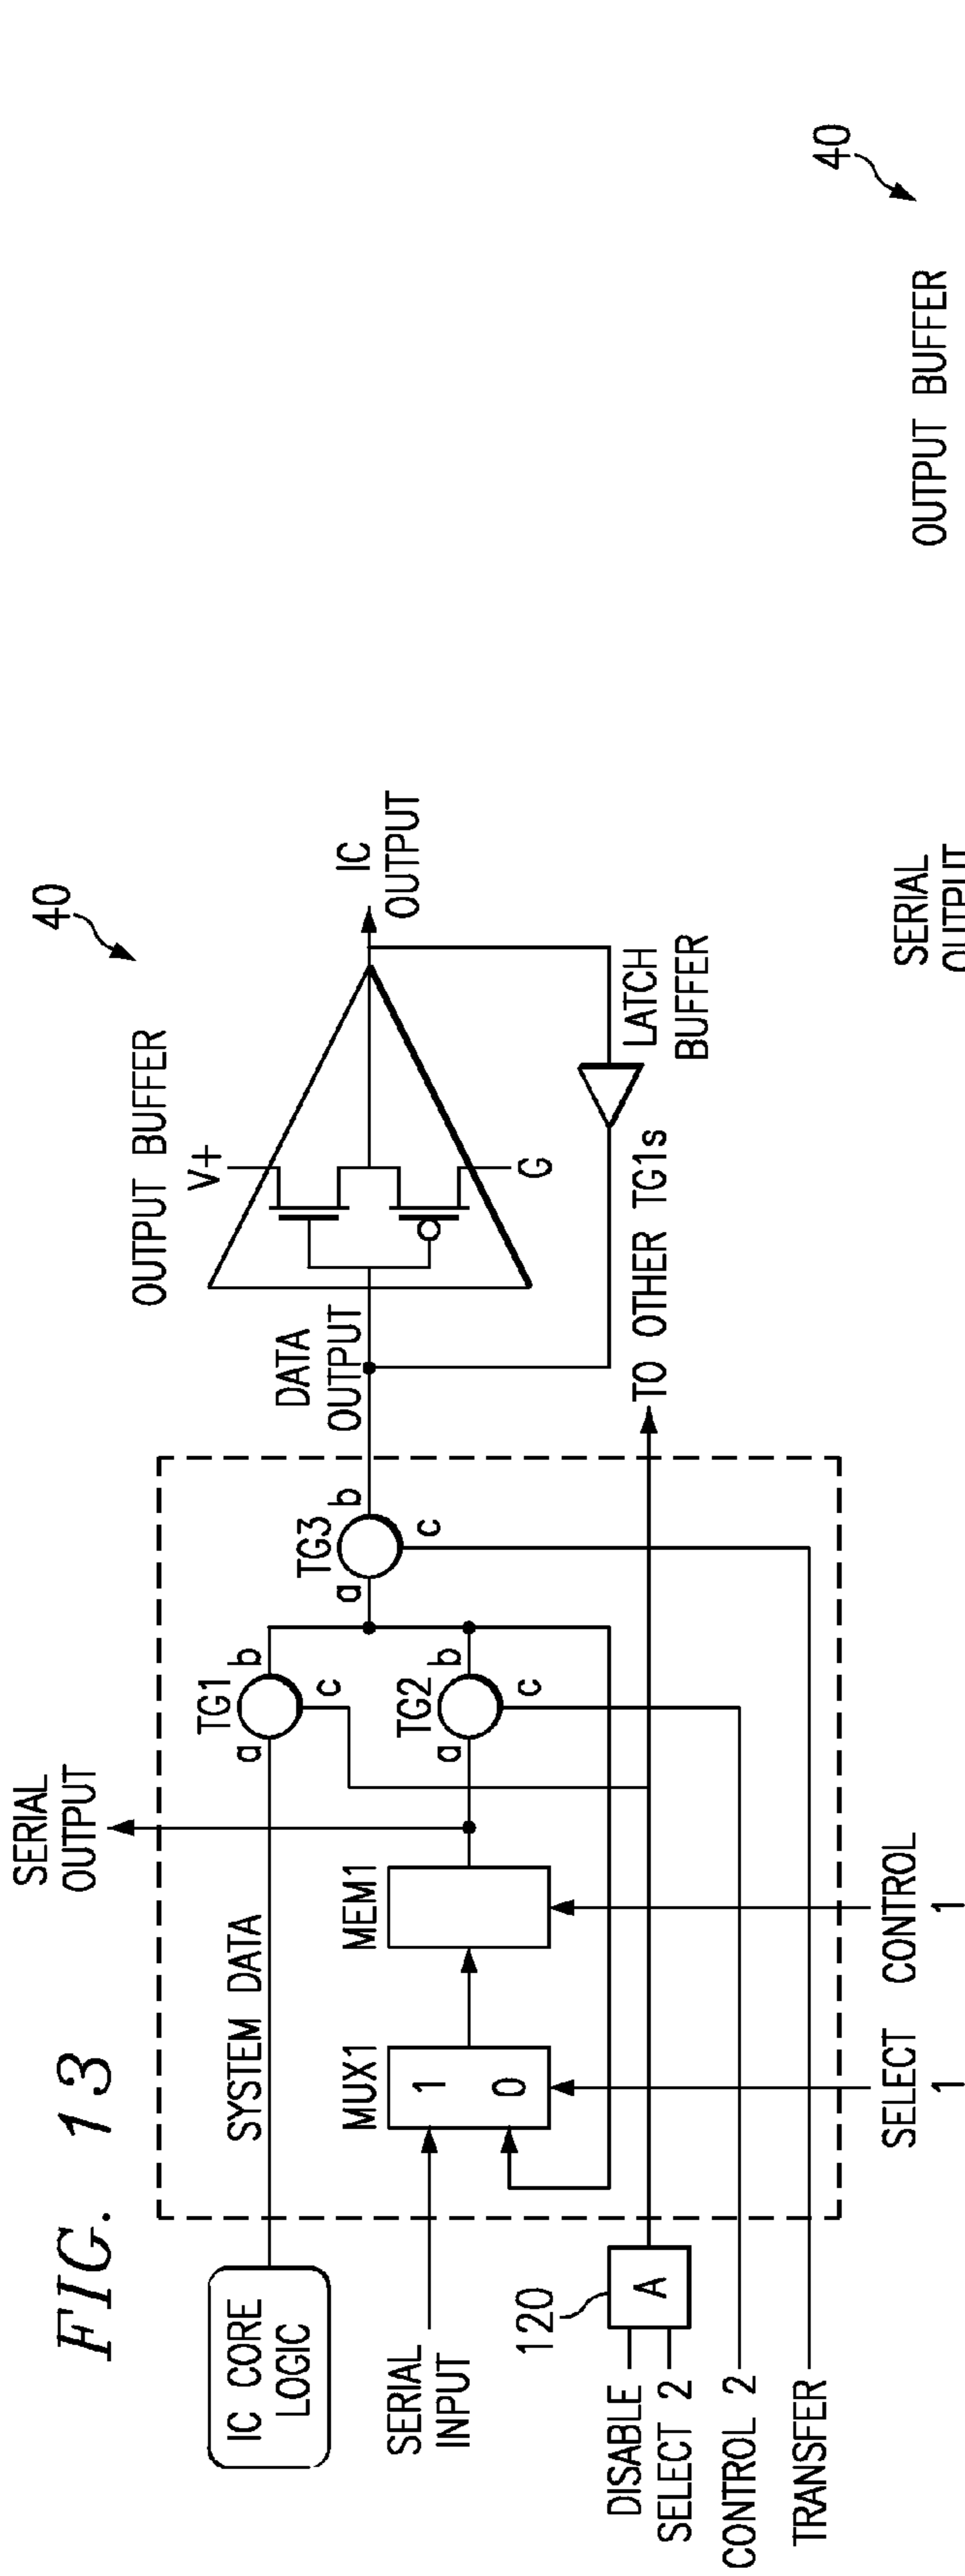 FIG. 13
40
SERIAL
OUTPUT
OUTPUT BUFFER
V+
IC CORE
LOGIC
SYSTEM DATA
TG1
a
b
c
TG3
a
b
c
DATA
OUTPUT
IC
OUTPUT
G
SERIAL
INPUT
MUX1
1
0
MEM1
TG2
a
b
c
LATCH
BUFFER
120
A
TO OTHER TG1s
DISABLE
SELECT 2
CONTROL 2
TRANSFER
SELECT
1
CONTROL
1
40
OUTPUT BUFFER
SERIAL
OUTPUT